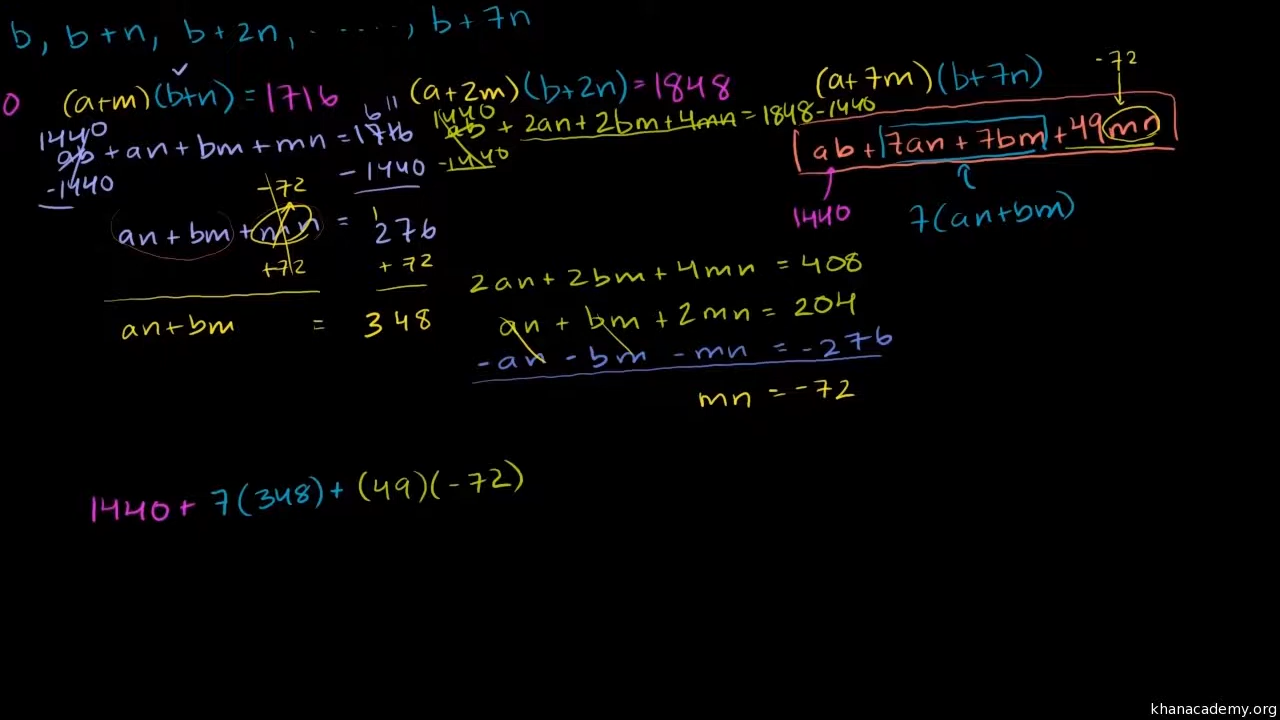 b, b+n, b+2n, ....., b+7n
0 (a+m)(b+n) = 1716
1440
ab + an + bm + mn = 1716
6 11
-1440
- 1440
-72
an + bm + mn = 276
1
+72
+ 72
an + bm = 348
(a+2m)(b+2n) = 1848
1440
ab + 2an + 2bm + 4mn = 1848-1440
-1440
2an + 2bm + 4mn = 408
an + bm + 2mn = 204
-an - bm - mn = -276
mn = -72
(a+7m)(b+7n)
-72
ab + 7an + 7bm + 49mn
1440
7(an+bm)
1440 + 7(348) + (49)(-72)
khanacademy.org